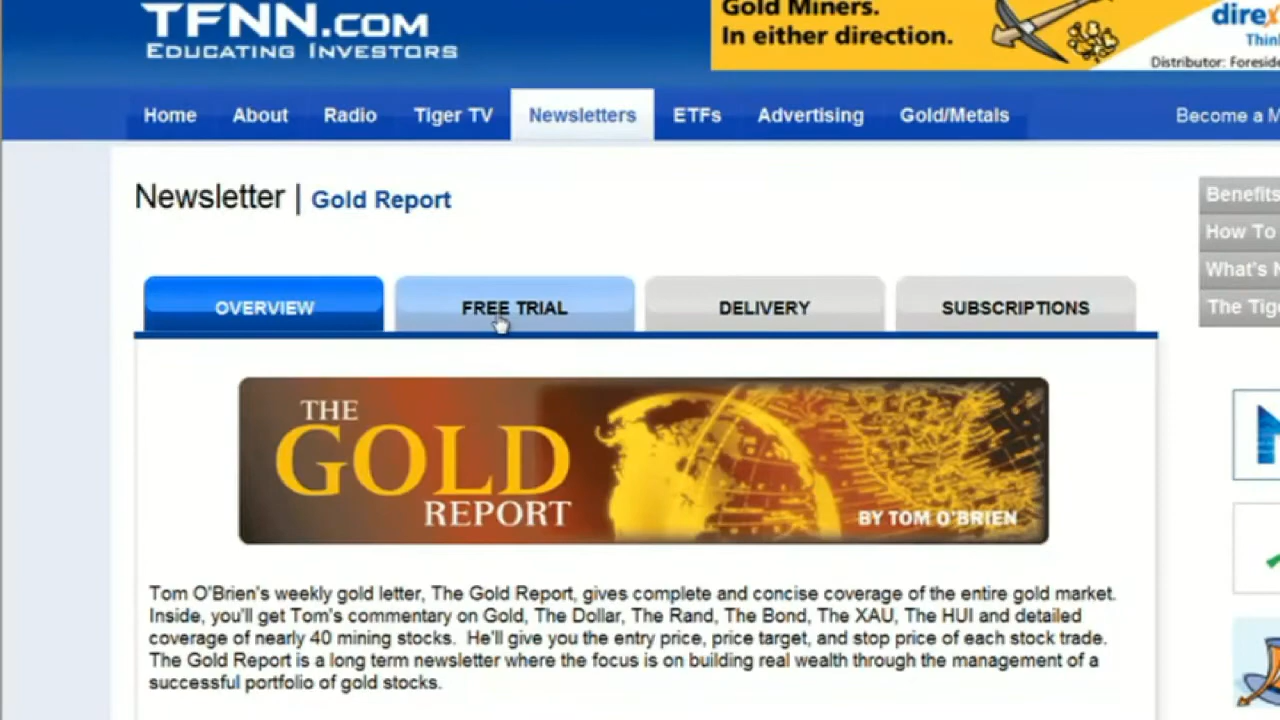 TFNN.COM
EDUCATING INVESTORS
Gold Miners.
In either direction.
Distributor:
Home About Radio Tiger TV Newsletters ETFs Advertising Gold/Metals Become a
Newsletter | Gold Report
Benefits
How To
What's
The
OVERVIEW FREE TRIAL DELIVERY SUBSCRIPTIONS
THE
GOLD
REPORT
BY TOM O'BRIEN
Tom O'Brien's weekly gold letter, The Gold Report, gives complete and concise coverage of the entire gold market.
Inside, you'll get Tom's commentary on Gold, The Dollar, The Rand, The Bond, The XAU, The HUI and detailed
coverage of nearly 40 mining stocks. He'll give you the entry price, price target, and stop price of each stock trade.
The Gold Report is a long term newsletter where the focus is on building real wealth through the management of a
successful portfolio of gold stocks.